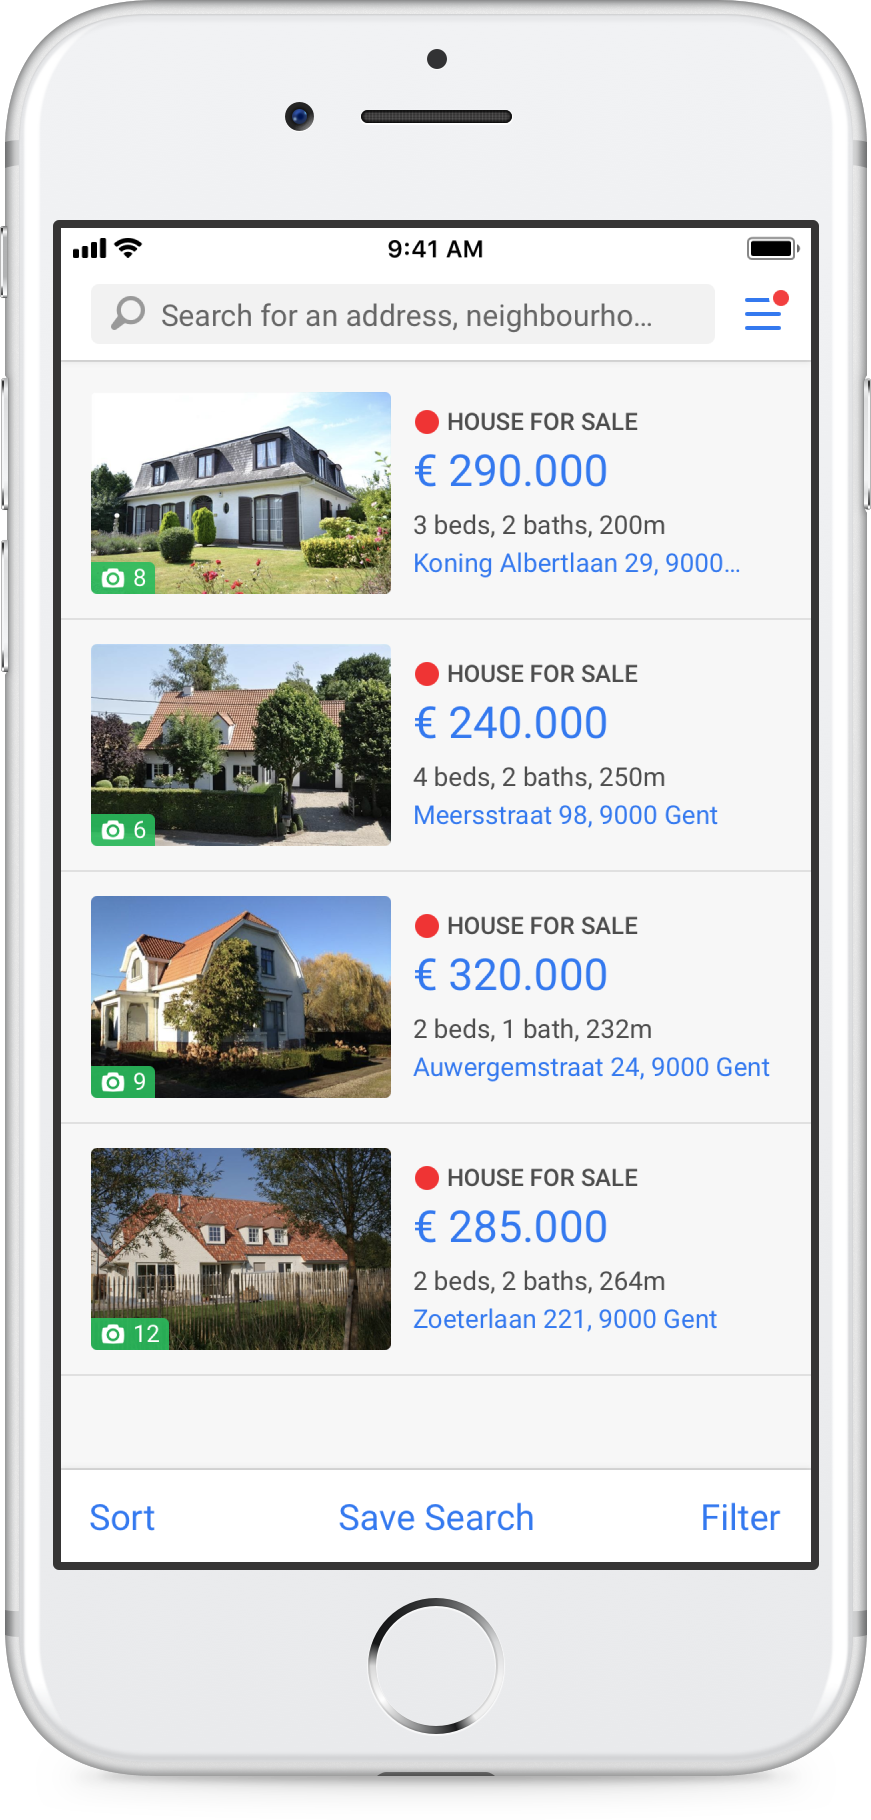 9:41 AM
Search for an address, neighbourho...
HOUSE FOR SALE
€ 290.000
3 beds, 2 baths, 200m
Koning Albertlaan 29, 9000...
8
HOUSE FOR SALE
€ 240.000
4 beds, 2 baths, 250m
Meersstraat 98, 9000 Gent
6
HOUSE FOR SALE
€ 320.000
2 beds, 1 bath, 232m
Auwergemstraat 24, 9000 Gent
9
HOUSE FOR SALE
€ 285.000
2 beds, 2 baths, 264m
Zoeterlaan 221, 9000 Gent
12
Sort Save Search Filter